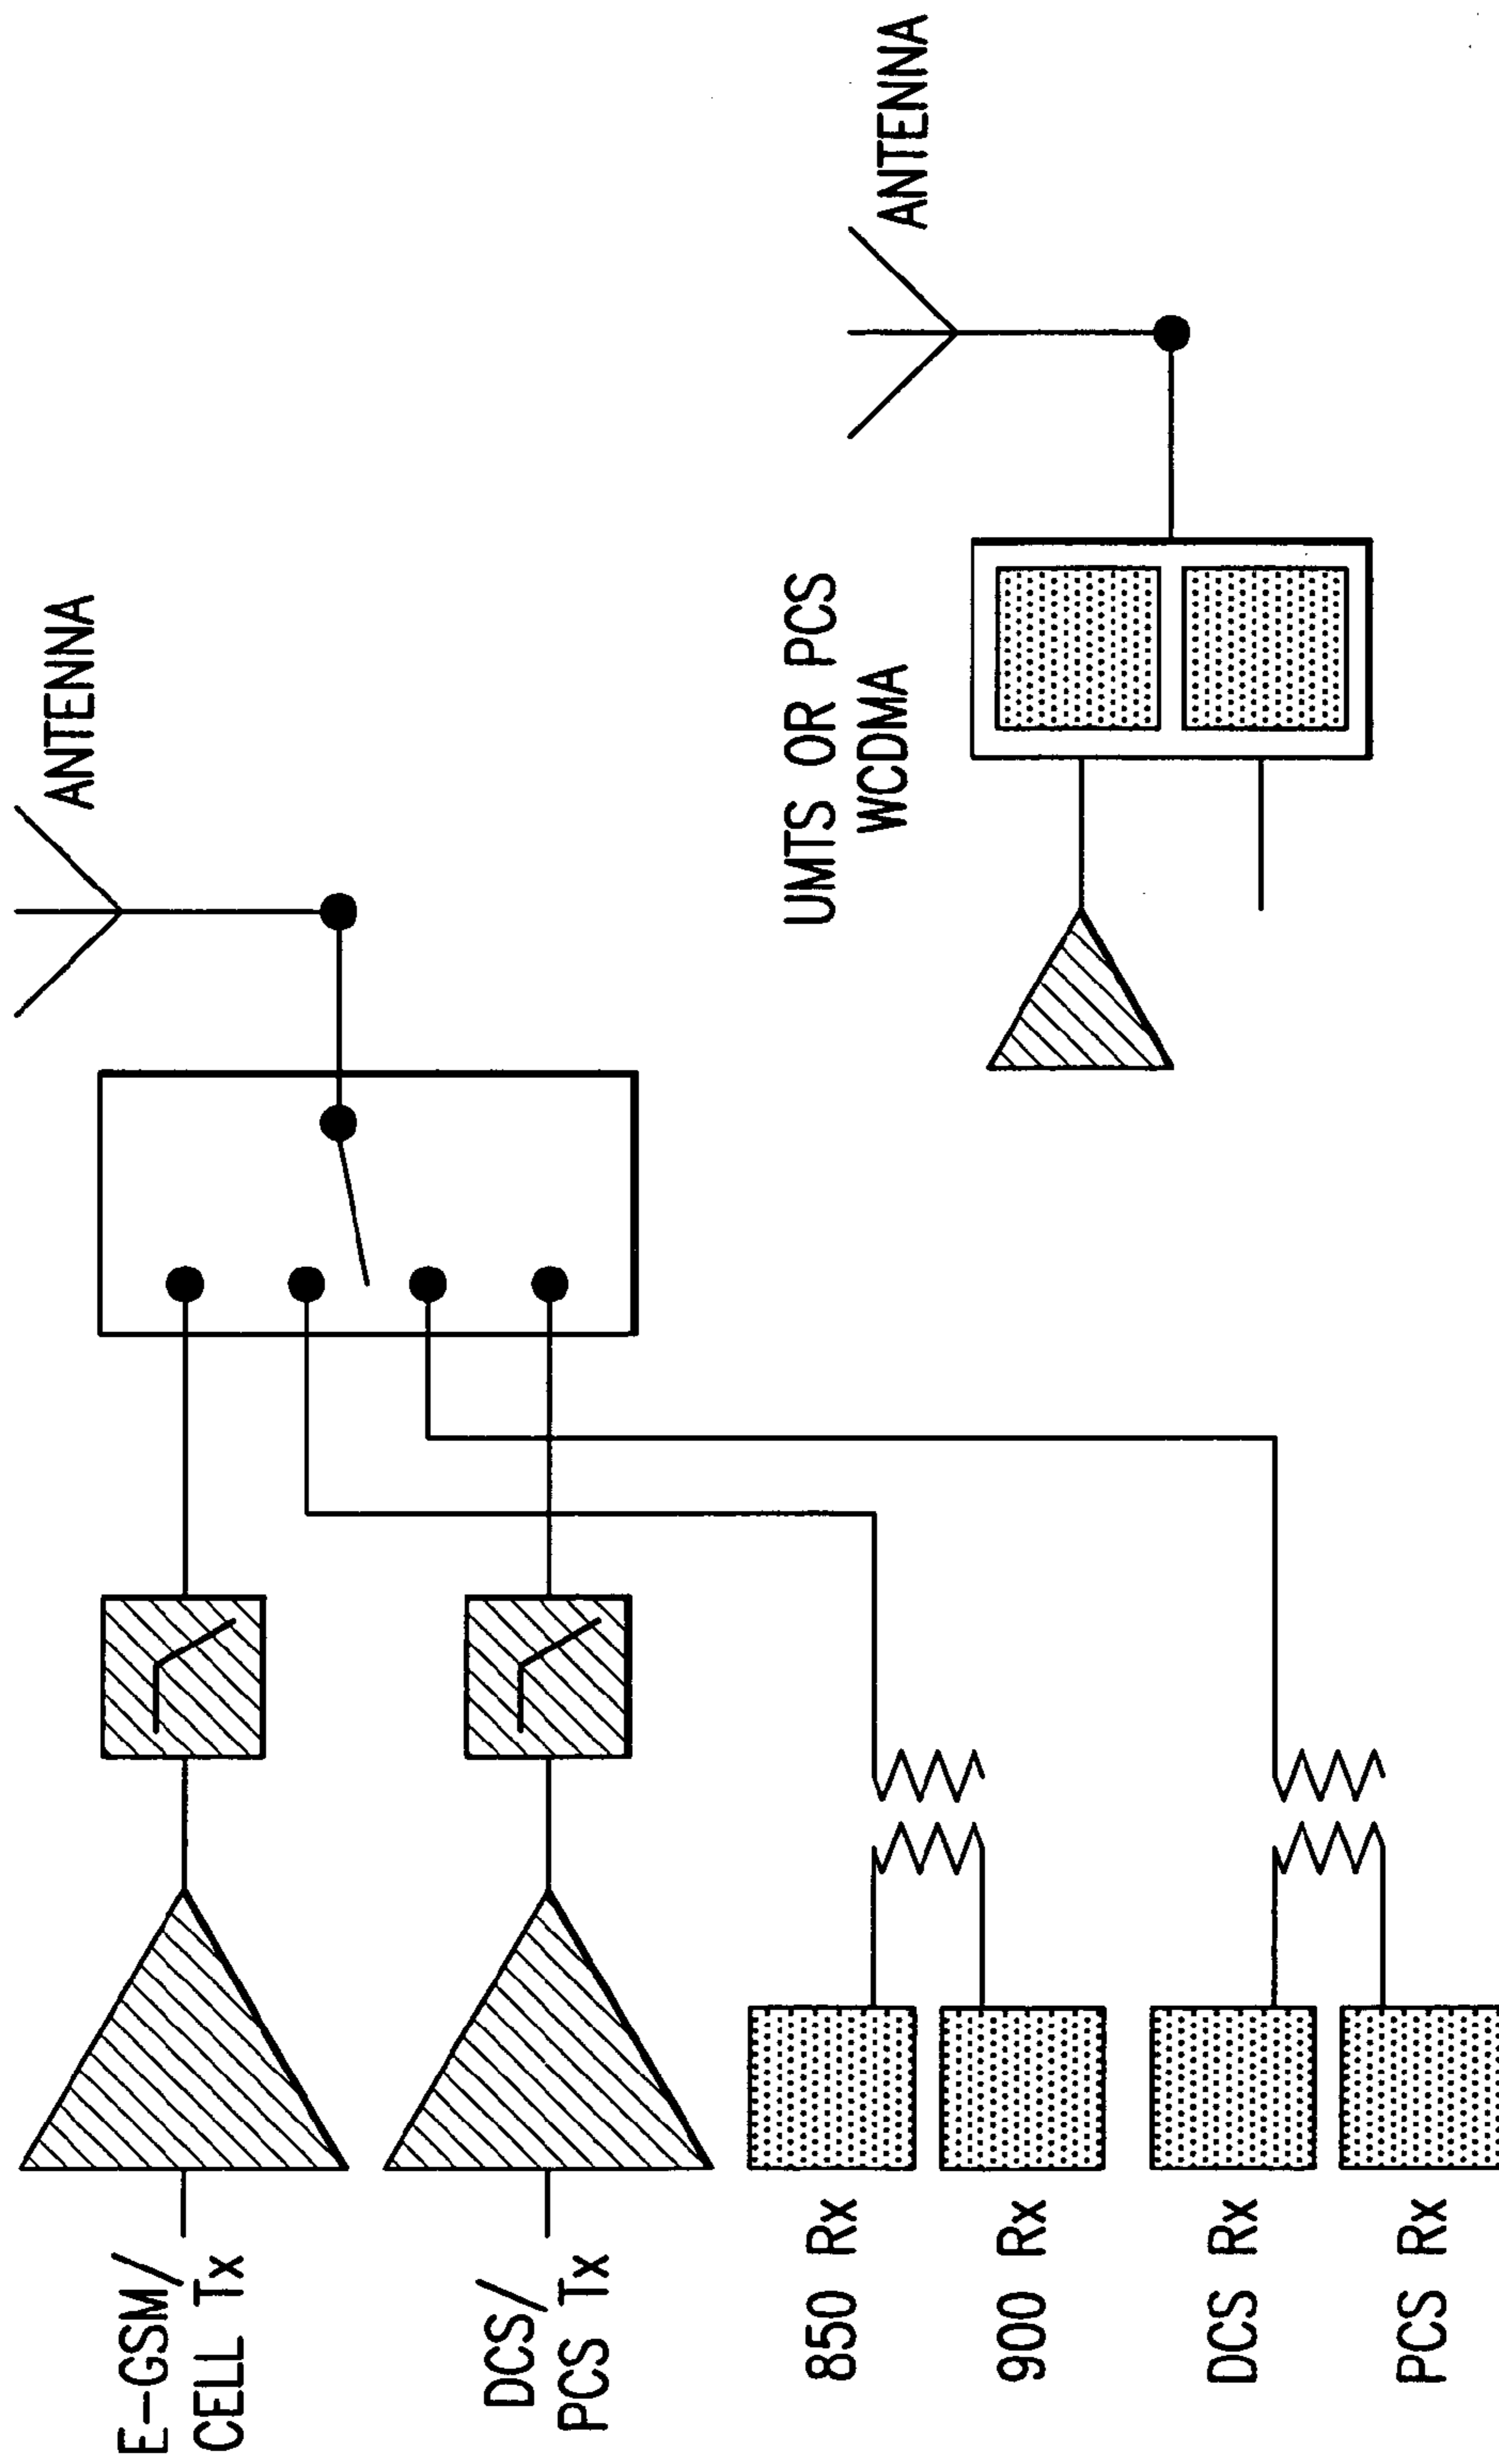 E-GSM/
CELL Tx
DCS/
PCS Tx
850 Rx
900 Rx
DCS Rx
PCS Rx
ANTENNA
UMTS OR PCS
WCDMA
ANTENNA